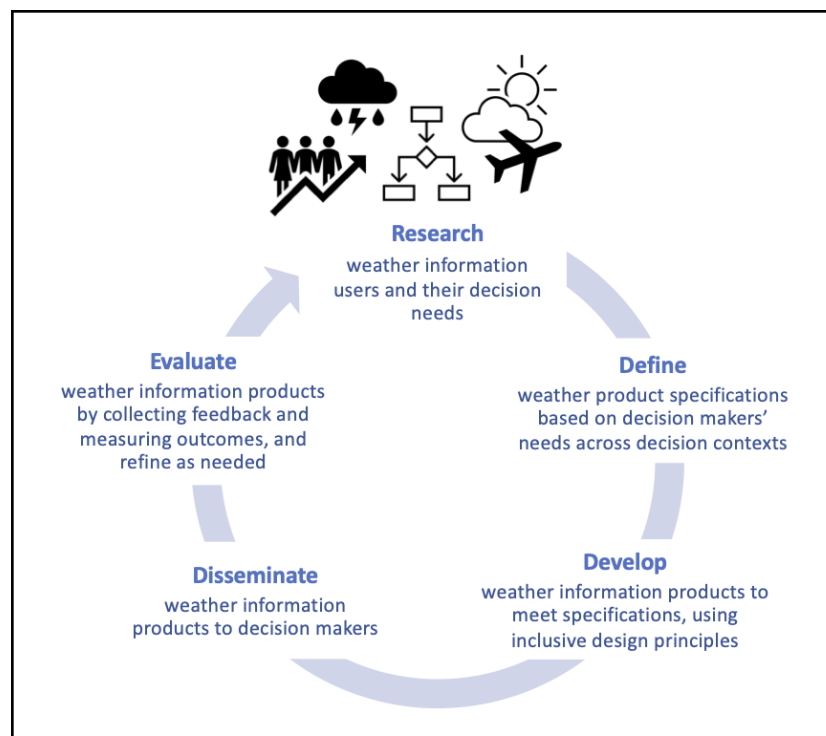 Research
weather information
users and their decision
needs
Define
weather product specifications
based on decision makers’
needs across decision contexts
Develop
weather information products to
meet specifications, using
inclusive design principles
Disseminate
weather information
products to decision makers
Evaluate
weather information products
by collecting feedback and
measuring outcomes, and
refine as needed